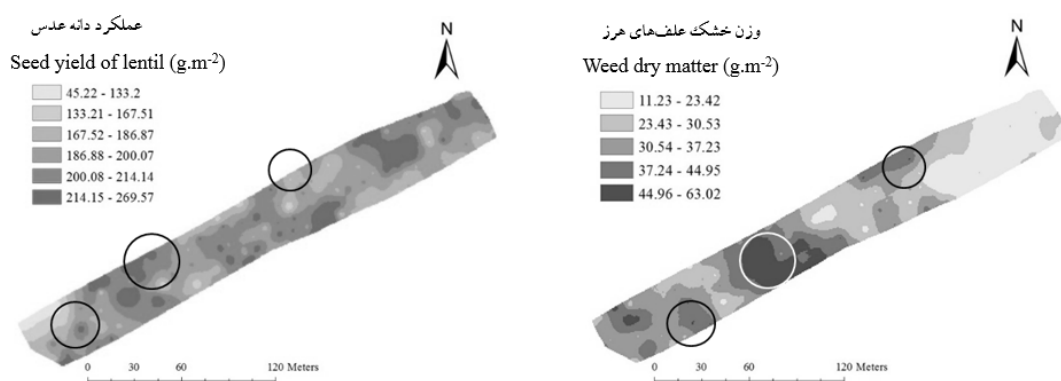 عملکرد دانه عدس
Seed yield of lentil (g.m-2)
45.22 - 133.2
133.21 - 167.51
167.52 - 186.87
186.88 - 200.07
200.08 - 214.14
214.15 - 269.57
N
0 30 60 120 Meters
وزن خشک علف‌های هرز
Weed dry matter (g.m-2)
11.23 - 23.42
23.43 - 30.53
30.54 - 37.23
37.24 - 44.95
44.96 - 63.02
N
0 30 60 120 Meters